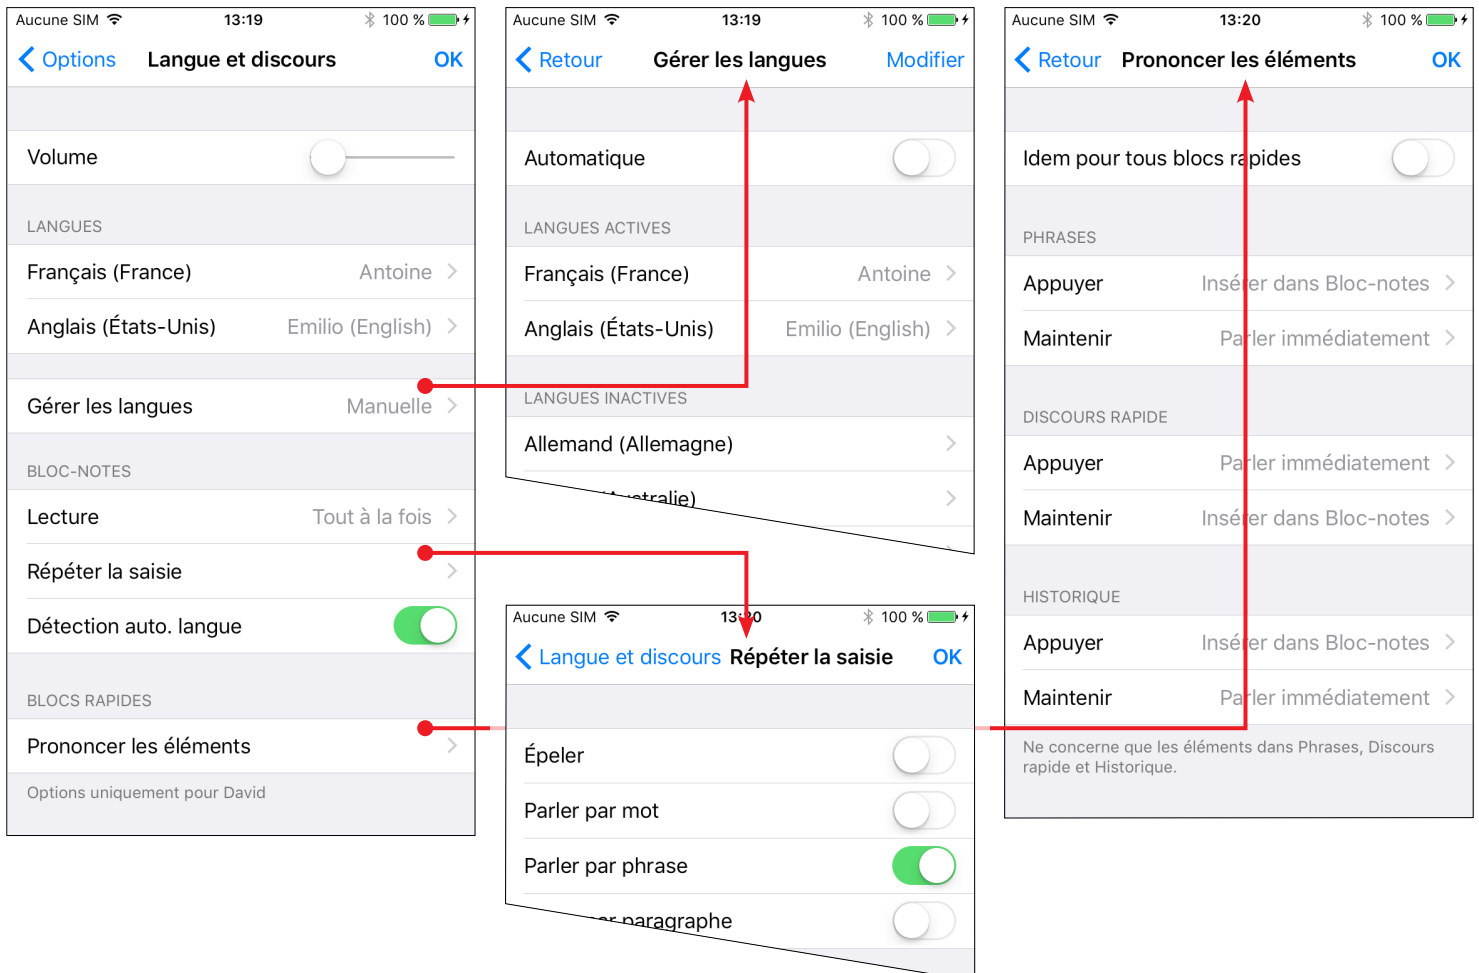 Aucune SIM 13:19 100 %
Options Langue et discours OK
Volume
LANGUES
Français (France) Antoine
Anglais (États-Unis) Emilio (English)
Gérer les langues Manuelle
BLOC-NOTES
Lecture Tout à la fois
Répéter la saisie
Détection auto. langue
BLOCS RAPIDES
Prononcer les éléments
Options uniquement pour David
Aucune SIM 13:19 100 %
Retour Gérer les langues Modifier
Automatique
LANGUES ACTIVES
Français (France) Antoine
Anglais (États-Unis) Emilio (English)
LANGUES INACTIVES
Allemand (Allemagne)
Aucune SIM 13:20 100 %
Langue et discours Répéter la saisie OK
Épeler
Parler par mot
Parler par phrase
paragraphe
Aucune SIM 13:20 100 %
Retour Prononcer les éléments OK
Idem pour tous blocs rapides
PHRASES
Appuyer Insérer dans Bloc-notes
Maintenir Parler immédiatement
DISCOURS RAPIDE
Appuyer Parler immédiatement
Maintenir Insérer dans Bloc-notes
HISTORIQUE
Appuyer Insérer dans Bloc-notes
Maintenir Parler immédiatement
Ne concerne que les éléments dans Phrases, Discours
rapide et Historique.